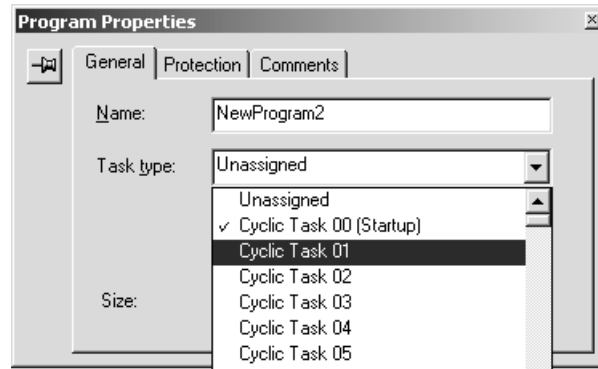 Program Properties
General Protection Comments
Name: NewProgram2
Task type: Unassigned
Unassigned
✓ Cyclic Task 00 (Startup)
Cyclic Task 01
Cyclic Task 02
Size: Cyclic Task 03
Cyclic Task 04
Cyclic Task 05